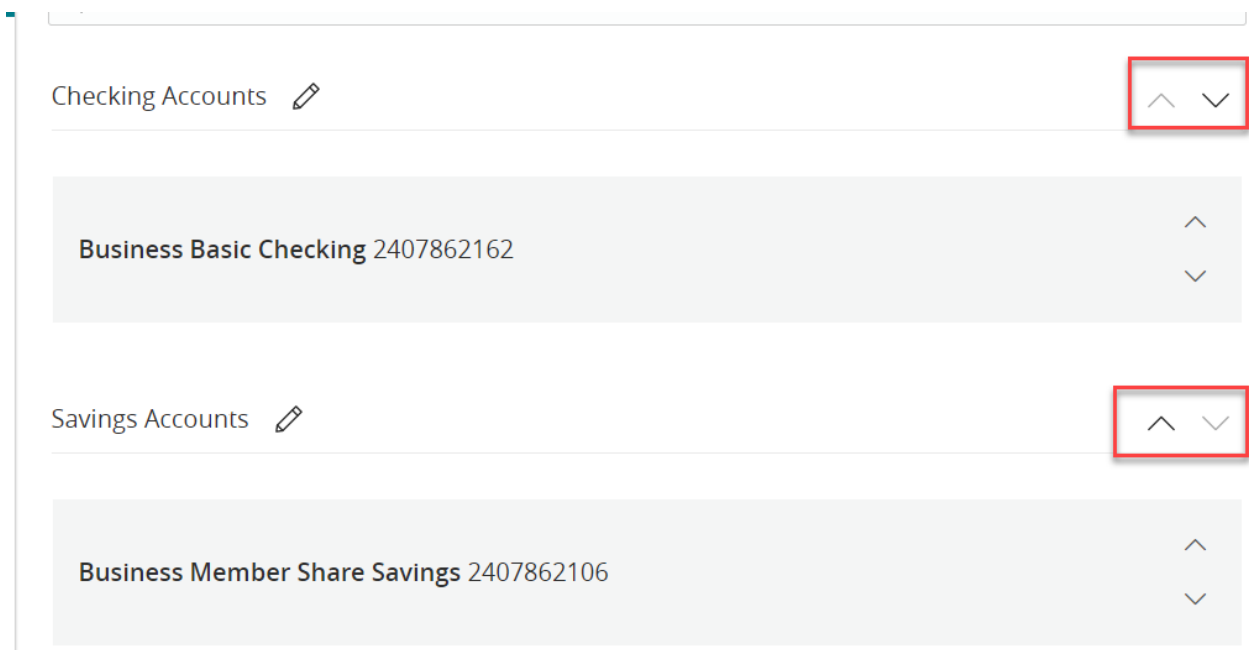 Checking Accounts
Business Basic Checking 2407862162
Savings Accounts
Business Member Share Savings 2407862106